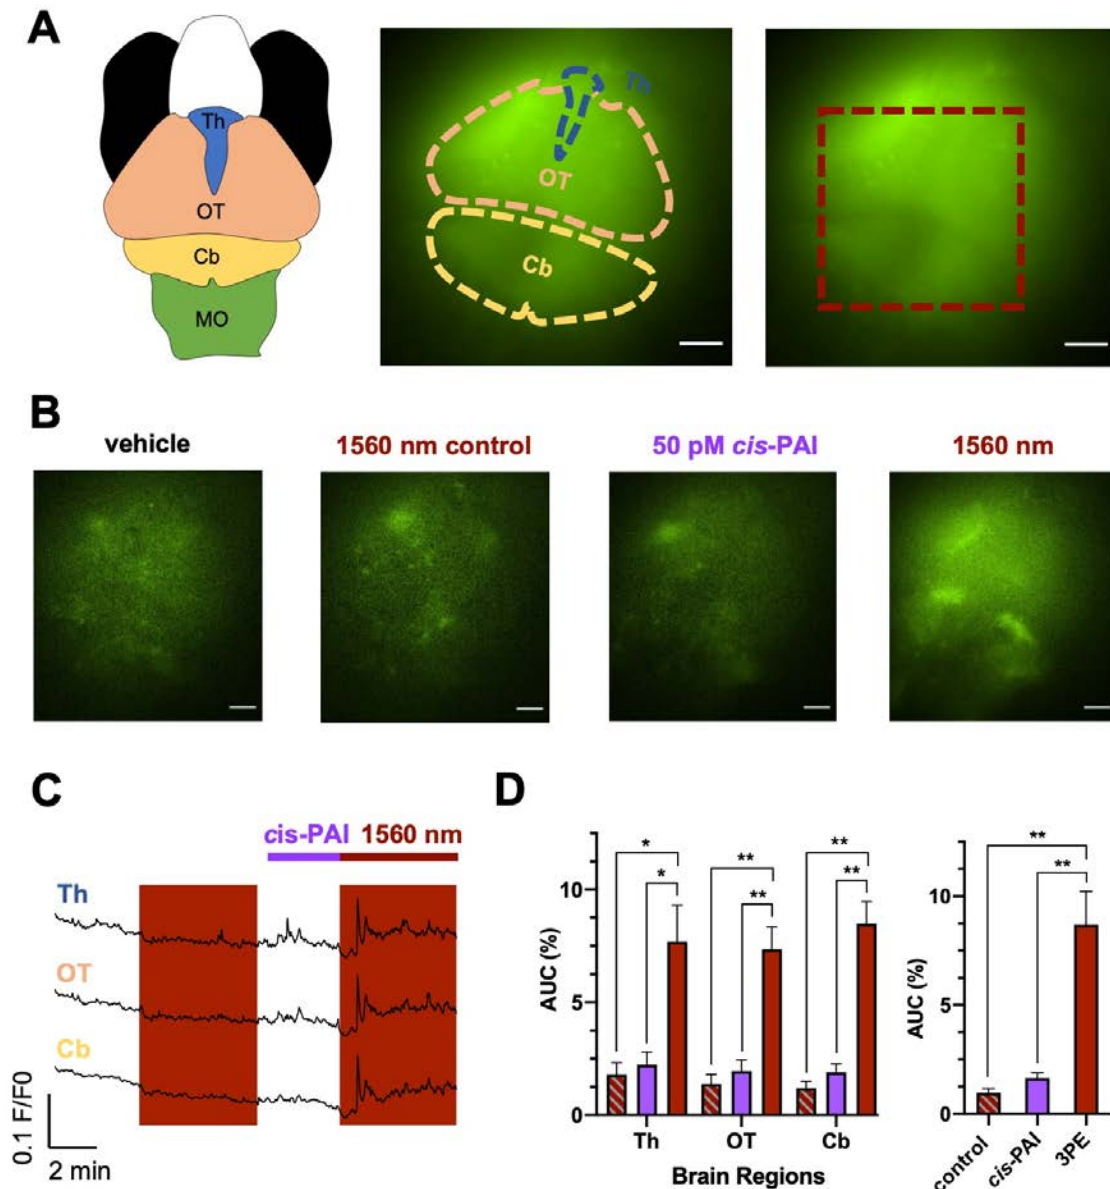 A
Th
OT
Cb
MO
Th
OT
Cb
B
vehicle
1560 nm control
50 pM cis-PAI
1560 nm
C
cis-PAI 1560 nm
Th
OT
Cb
0.1 F/F0
2 min
D
AUC (%)
10
5
0
* * ** ** ** **
Th OT Cb
Brain Regions
AUC (%)
10
5
0
** **
control cis-PAI 3PE